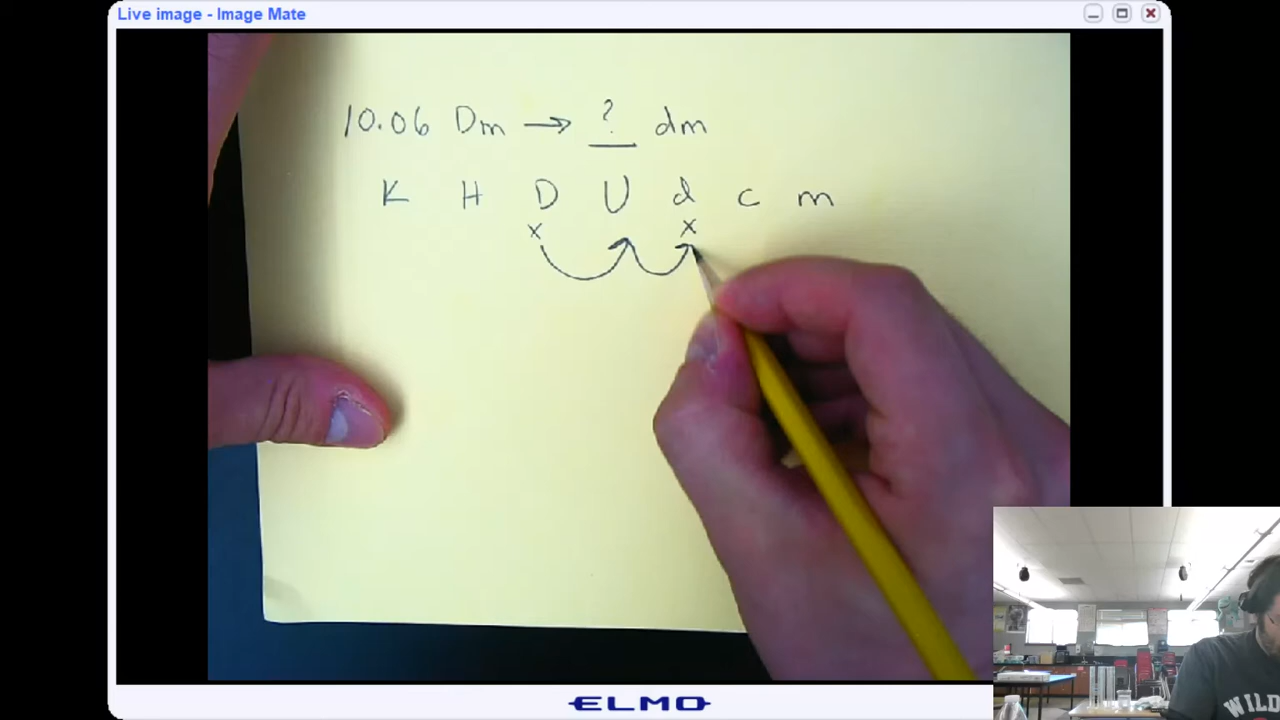 Live image - Image Mate
10.06 Dm → ? dm
K H D U d c m
x x
ELMO
WILD